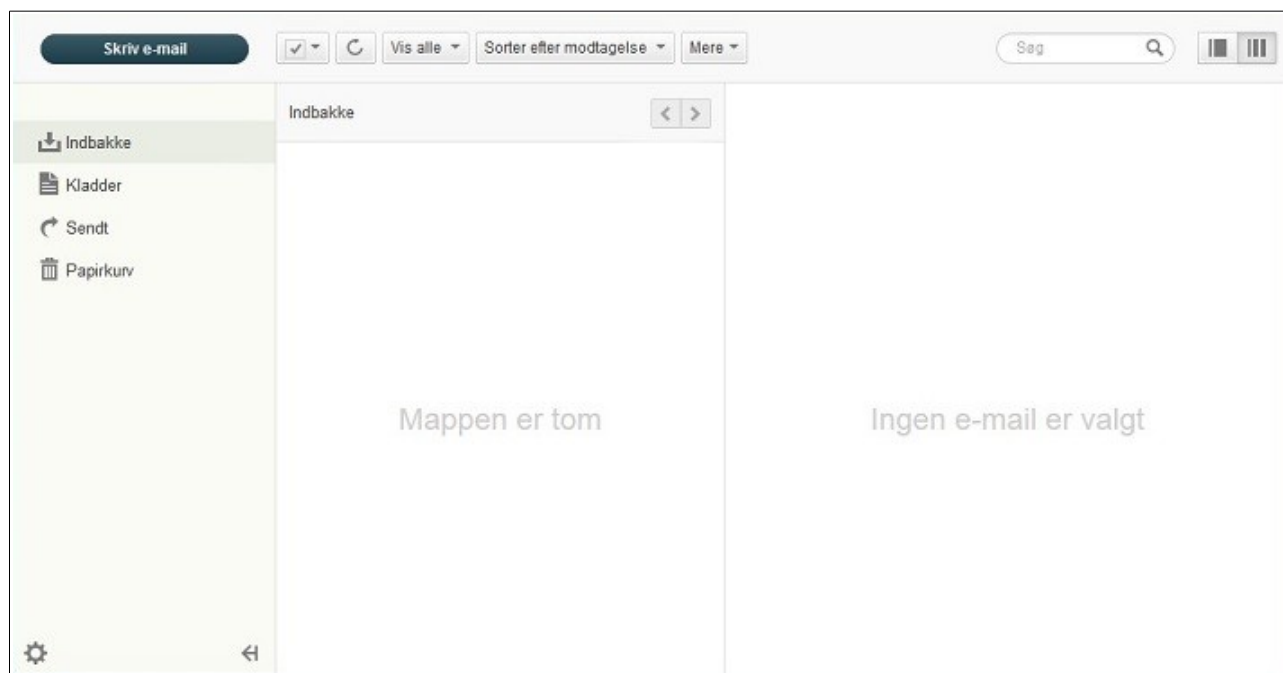 Skriv e-mail
Vis alle
Sorter efter modtagelse
Mere
Søg
Indbakke
Kladder
Sendt
Papirkurv
Indbakke
Mappen er tom
Ingen e-mail er valgt